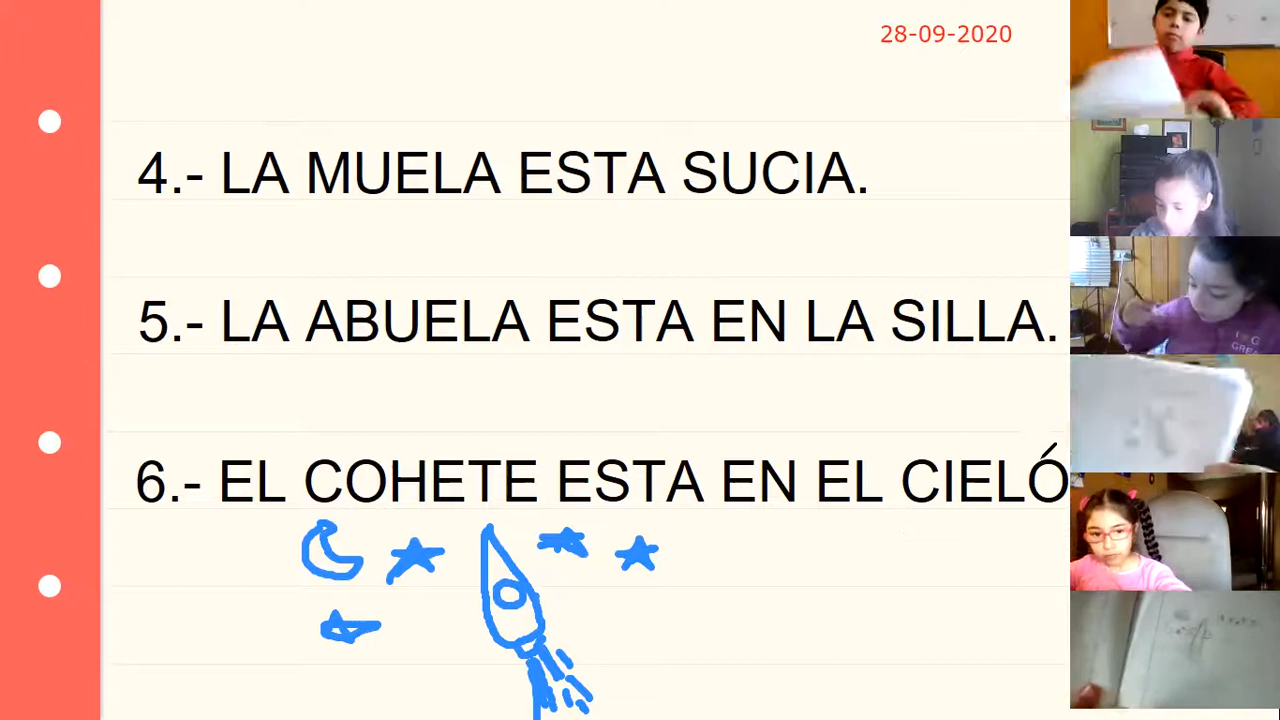 28-09-2020
4.- LA MUELA ESTA SUCIA.
5.- LA ABUELA ESTA EN LA SILLA.
6.- EL COHETE ESTA EN EL CIELÓ